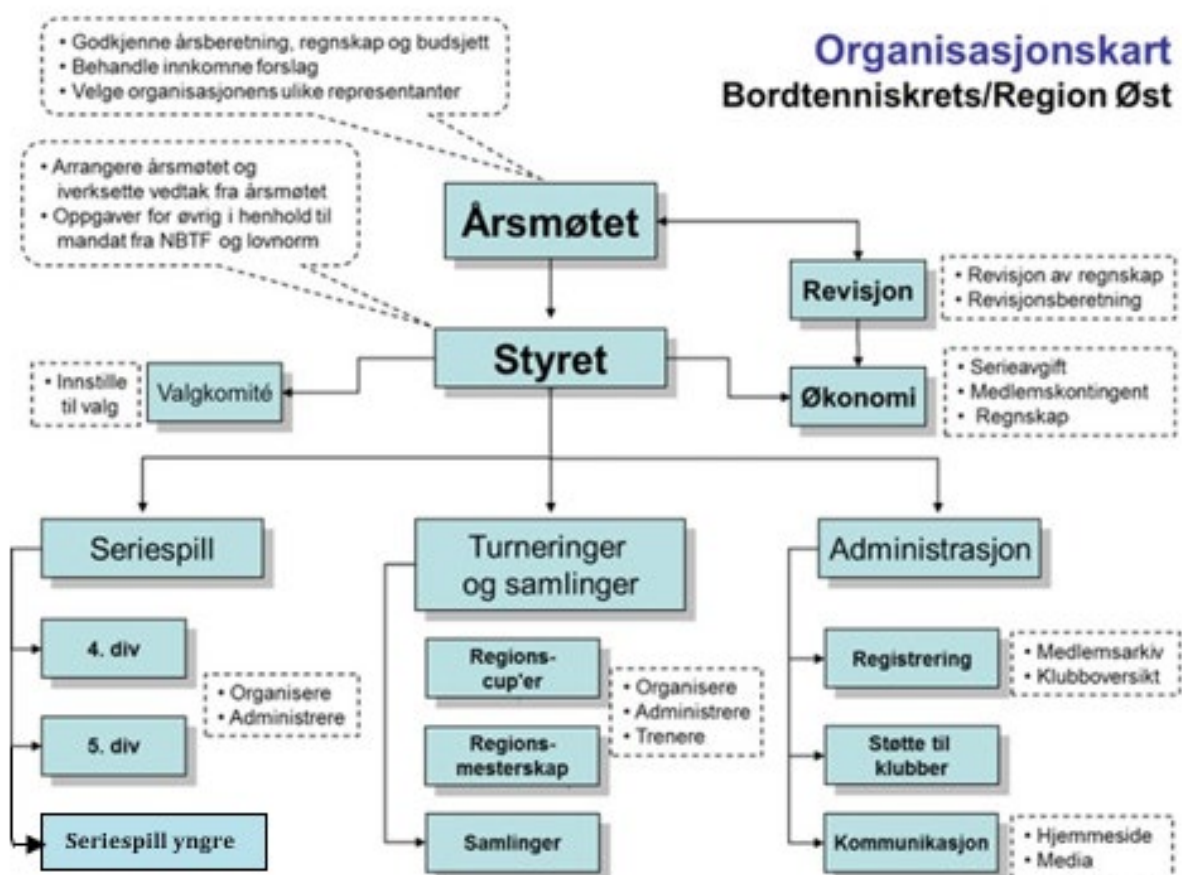 Organisasjonskart
Bordtenniskrets/Region Øst
• Godkjenne årsberetning, regnskap og budsjett
• Behandle innkomne forslag
• Velge organisasjonens ulike representanter
• Arrangere årsmøtet og
iverksette vedtak fra årsmøtet
• Oppgaver for øvrig i henhold til
mandat fra NBTF og lovnorm
Årsmøtet
Revisjon
• Revisjon av regnskap
• Revisjonsberetning
Styret
• Innstille
til valg
Valgkomité
Økonomi
• Serieavgift
• Medlemskontingent
• Regnskap
Seriespill
4. div
5. div
• Organisere
• Administrere
Seriespill yngre
Turneringer
og samlinger
Regions-
cup'er
Regions-
mesterskap
• Organisere
• Administrere
• Trenere
Samlinger
Administrasjon
Registrering
• Medlemsarkiv
• Klubboversikt
Støtte til
klubber
Kommunikasjon
• Hjemmeside
• Media